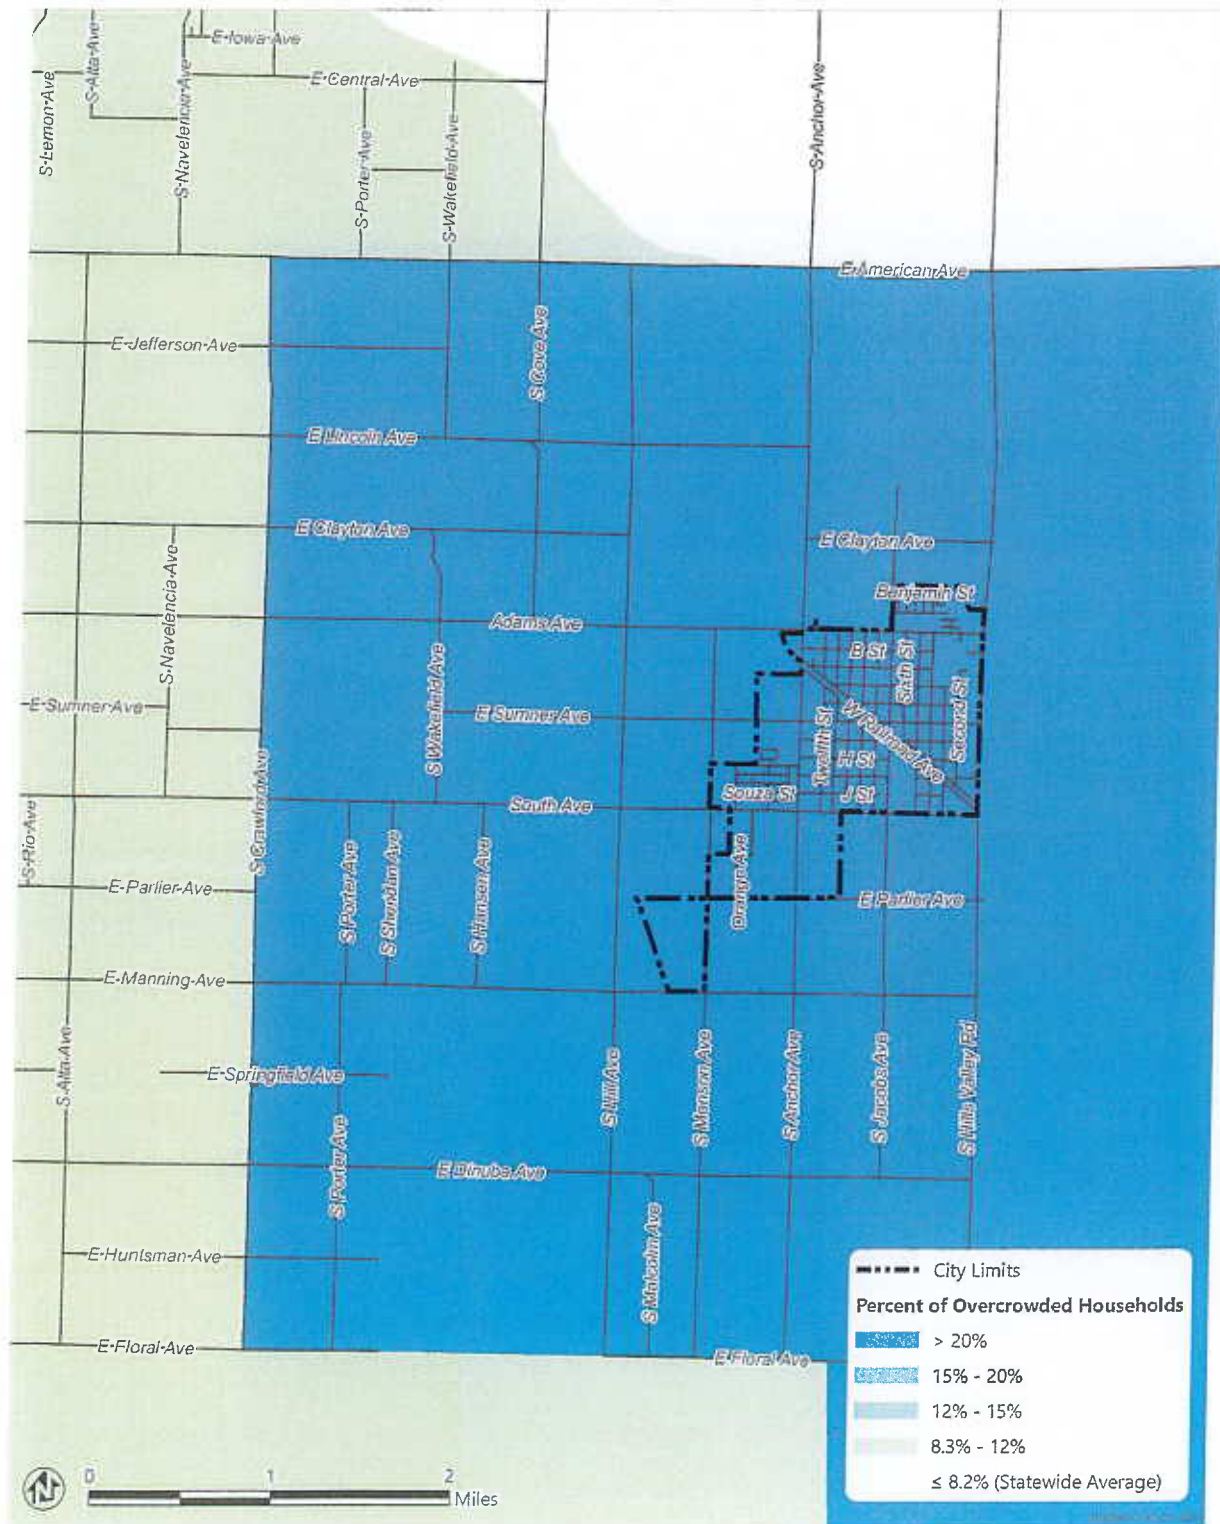 E-Iowa-Ave
S-Alta-Ave
S-Lemon-Ave
S-Navelencia-Ave
E-Central-Ave
S-Porter-Ave
S-Wakefield-Ave
S-Anchor-Ave
E-American-Ave
E-Jefferson-Ave
S Cove Ave
E Lincoln Ave
E Clayton Ave
E Clayton Ave
S-Navelencia-Ave
Benjamin St
Adams Ave
B St
Sixth St
Second St
E-Sumner-Ave
S Wakefield Ave
E Sumner Ave
Twelfth St
W Railroad Ave
H St
S-Crawford-Ave
South Ave
Souza St
J St
S-Rio-Ave
E-Parlier-Ave
S Porter Ave
S Sheridan Ave
S Hansen Ave
Orange Ave
E Parlier Ave
E-Manning-Ave
S-Alta-Ave
E-Springfield Ave
S Hill Ave
S Monson Ave
S Anchor Ave
S Jacobs Ave
S Hills Valley Rd
S Porter Ave
E Dinuba Ave
E-Huntsman-Ave
S Malcolm Ave
E-Floral-Ave
E Floral Ave
City Limits
Percent of Overcrowded Households
> 20%
15% - 20%
12% - 15%
8.3% - 12%
≤ 8.2% (Statewide Average)
N
0 1 2
Miles